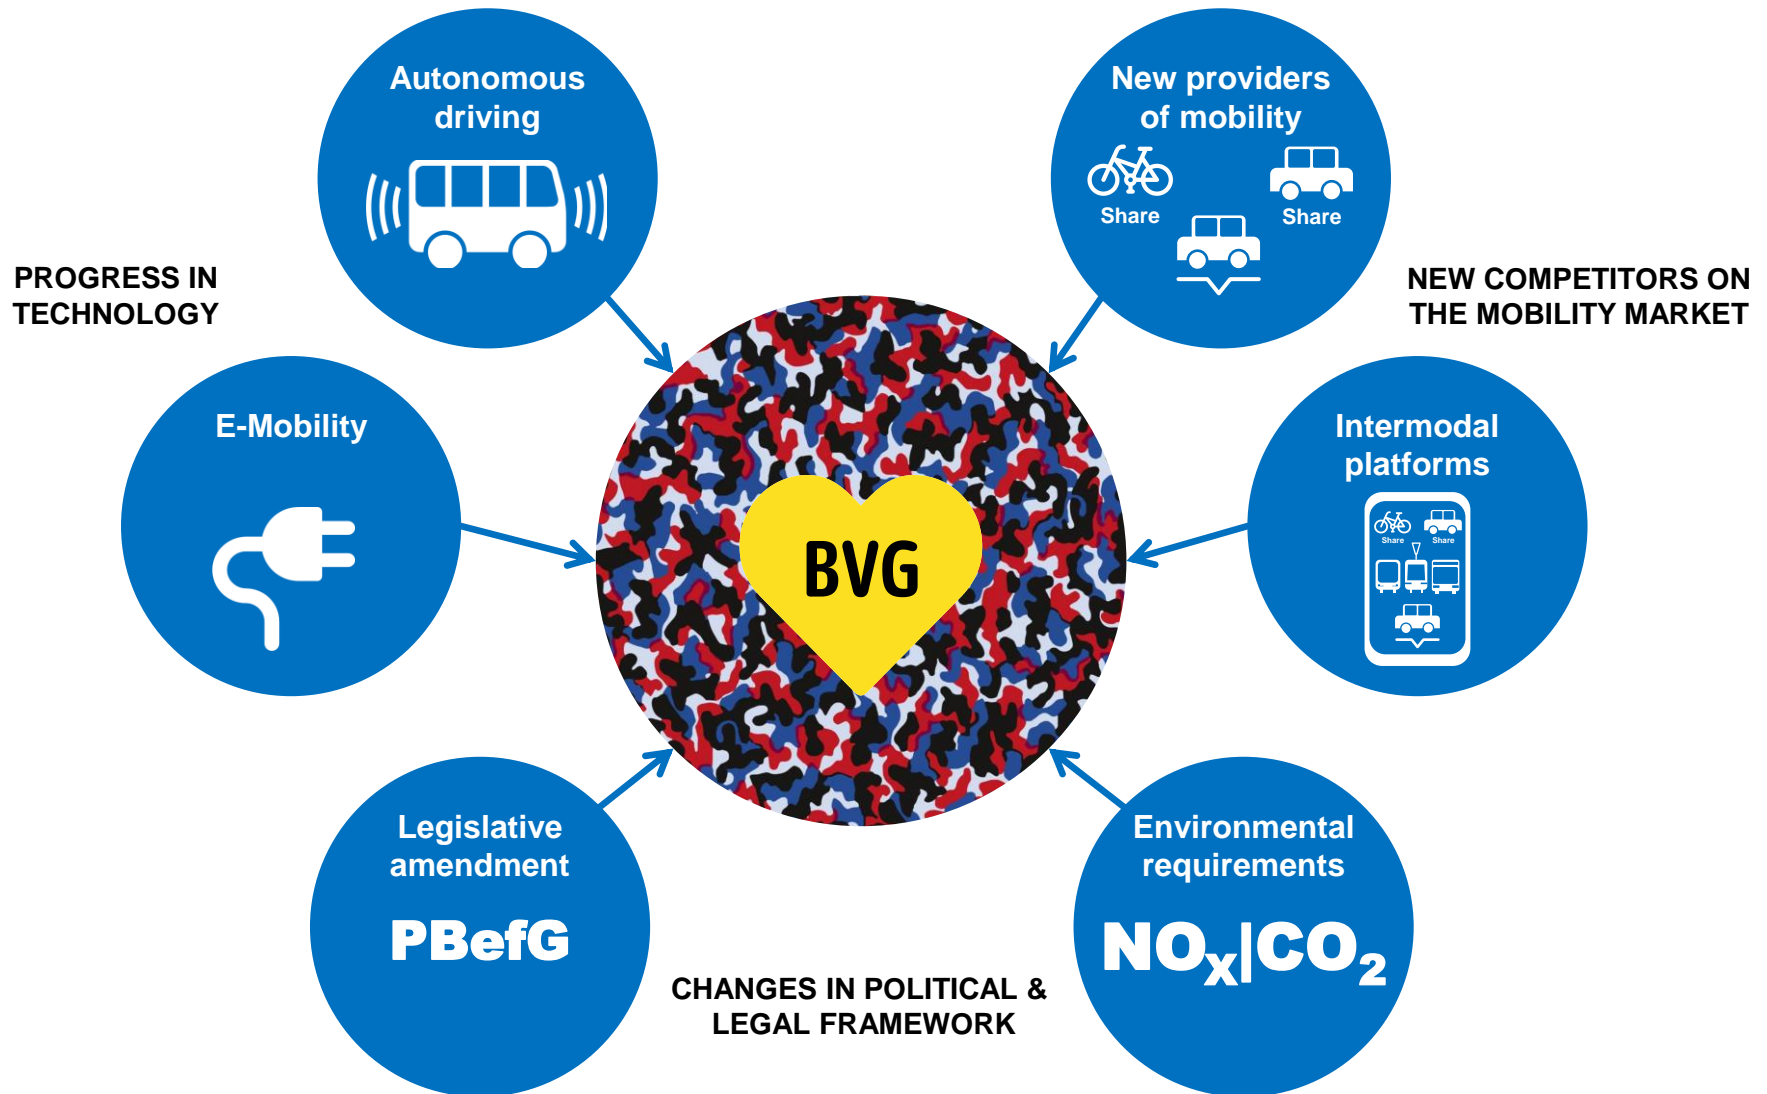 Autonomous
driving
New providers
of mobility
Share
Share
PROGRESS IN
TECHNOLOGY
NEW COMPETITORS ON
THE MOBILITY MARKET
E-Mobility
Intermodal
platforms
Share Share
BVG
Legislative
amendment
PBefG
Environmental
requirements
NOₓ|CO₂
CHANGES IN POLITICAL &
LEGAL FRAMEWORK